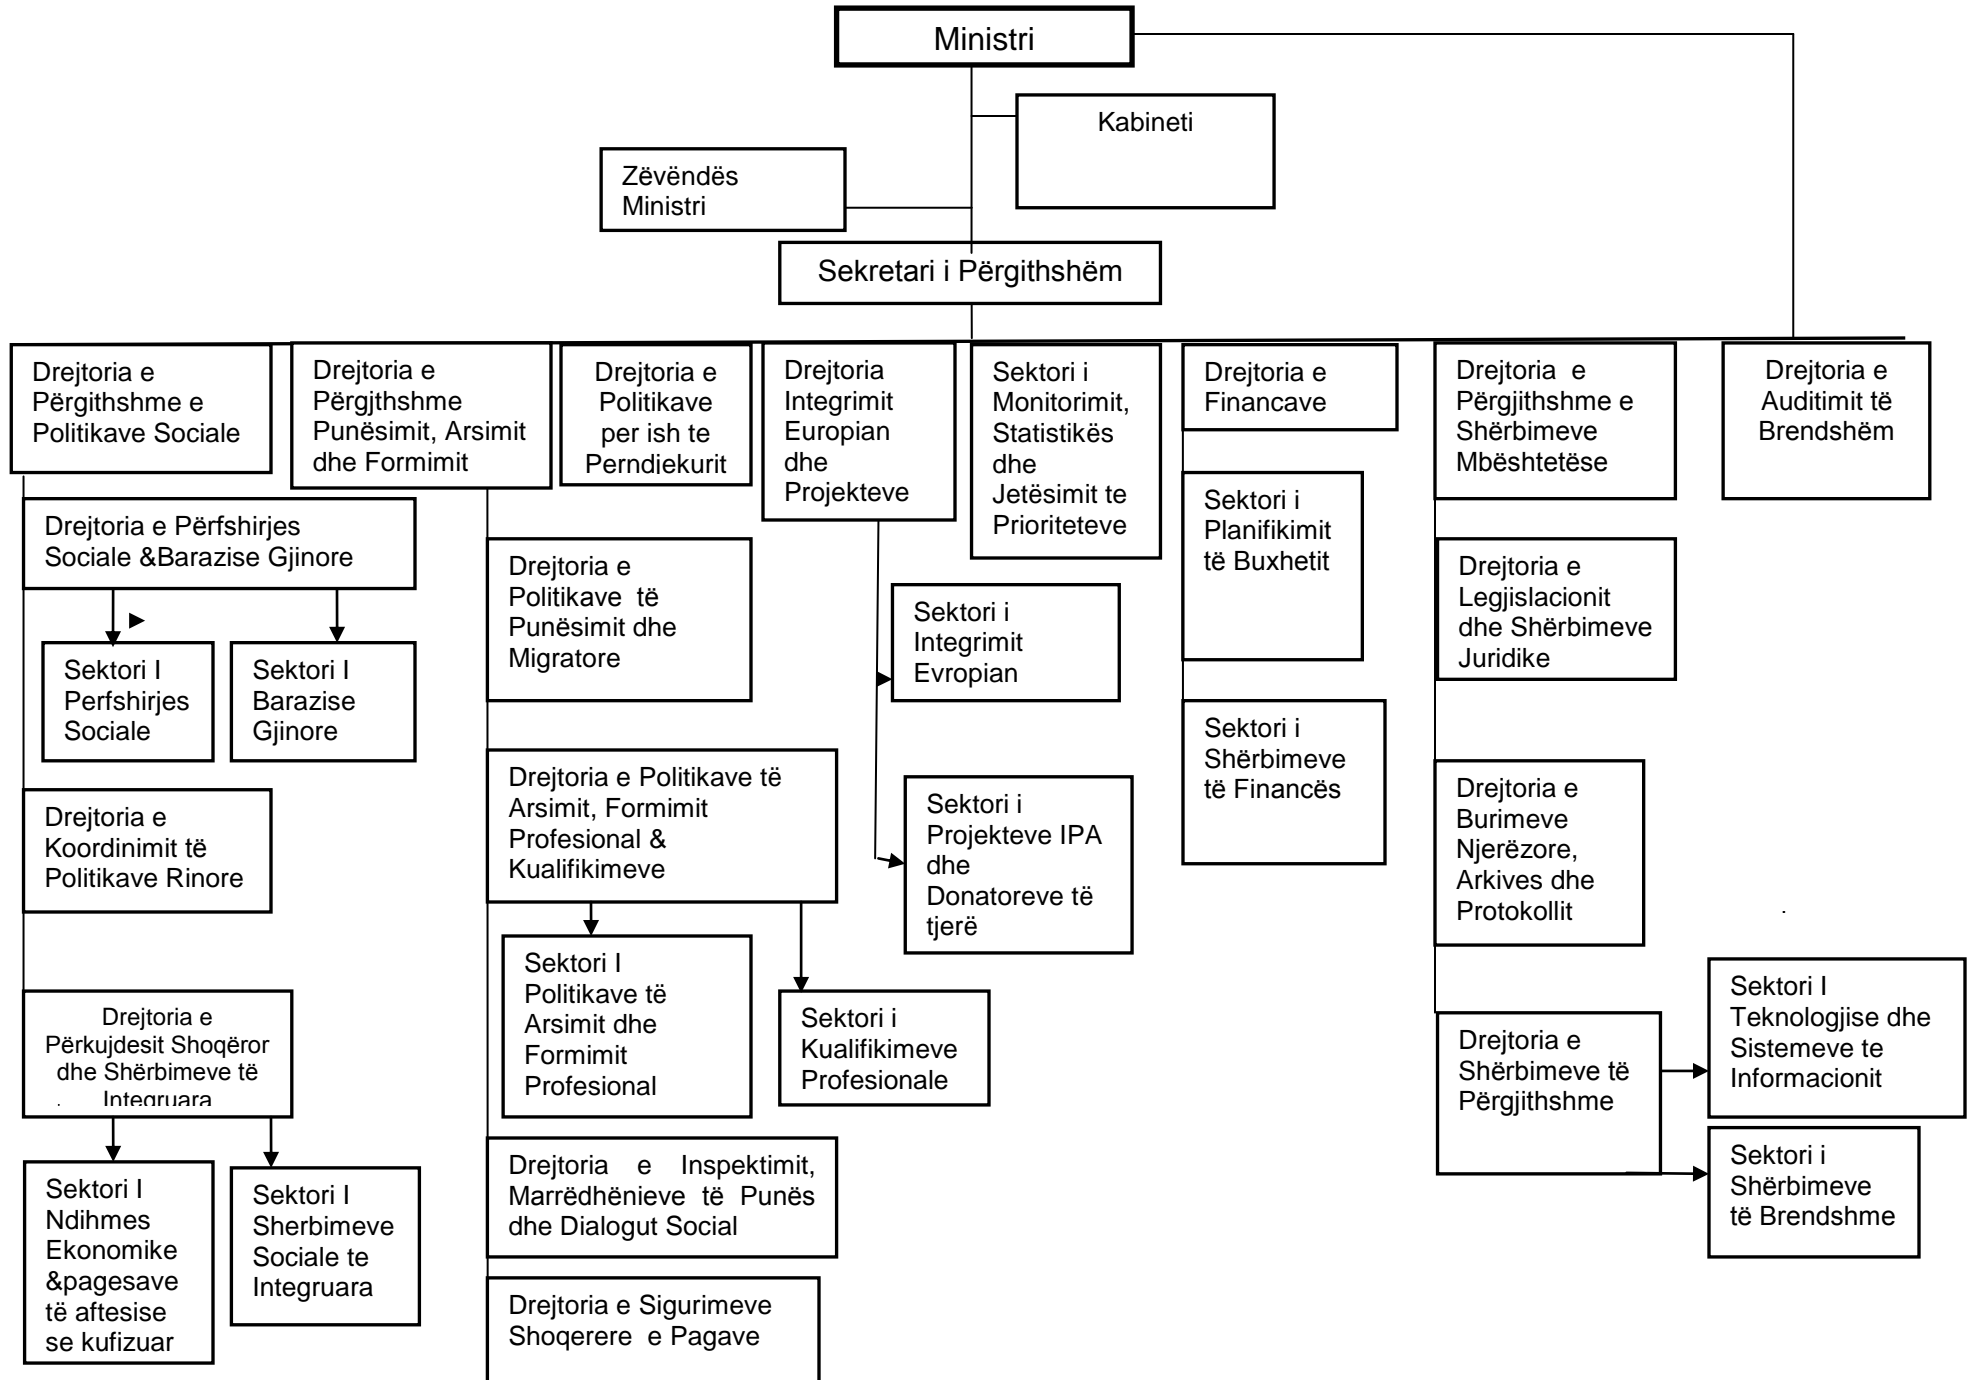 Ministri
Kabineti
Zëvëndës
Ministri
Sekretari i Përgithshëm
Drejtoria e
Përgithshme e
Politikave Sociale
Drejtoria e
Përgjthshme
Punësimit, Arsimit
dhe Formimit
Drejtoria e
Politikave
per ish te
Perndiekurit
Drejtoria
Integrimit
Europian
dhe
Projekteve
Sektori i
Monitorimit,
Statistikës
dhe
Jetësimit te
Prioriteteve
Drejtoria e
Financave
Drejtoria e
Përgjithshme e
Shërbimeve
Mbështetëse
Drejtoria e
Auditimit të
Brendshëm
Drejtoria e Përfshirjes
Sociale &Barazise Gjinore
Sektori I
Perfshirjes
Sociale
Sektori I
Barazise
Gjinore
Drejtoria e
Koordinimit të
Politikave Rinore
Drejtoria e
Përkujdesit Shoqëror
dhe Shërbimeve të
Integruara
Sektori I
Ndihmes
Ekonomike
&pagesave
të aftesise
se kufizuar
Sektori I
Sherbimeve
Sociale te
Integruara
Drejtoria e
Politikave të
Punësimit dhe
Migratore
Drejtoria e Politikave të
Arsimit, Formimit
Profesional &
Kualifikimeve
Sektori I
Politikave të
Arsimit dhe
Formimit
Profesional
Sektori i
Kualifikimeve
Profesionale
Drejtoria e Inspektimit,
Marrëdhënieve të Punës
dhe Dialogut Social
Drejtoria e Sigurimeve
Shoqerere e Pagave
Sektori i
Integrimit
Evropian
Sektori i
Projekteve IPA
dhe
Donatoreve të
tjerë
Sektori i
Planifikimit
të Buxhetit
Sektori i
Shërbimeve
të Financës
Drejtoria e
Legjislacionit
dhe Shërbimeve
Juridike
Drejtoria e
Burimeve
Njerëzore,
Arkives dhe
Protokollit
Drejtoria e
Shërbimeve të
Përgjithshme
Sektori I
Teknologjise dhe
Sistemeve te
Informacionit
Sektori i
Shërbimeve
të Brendshme